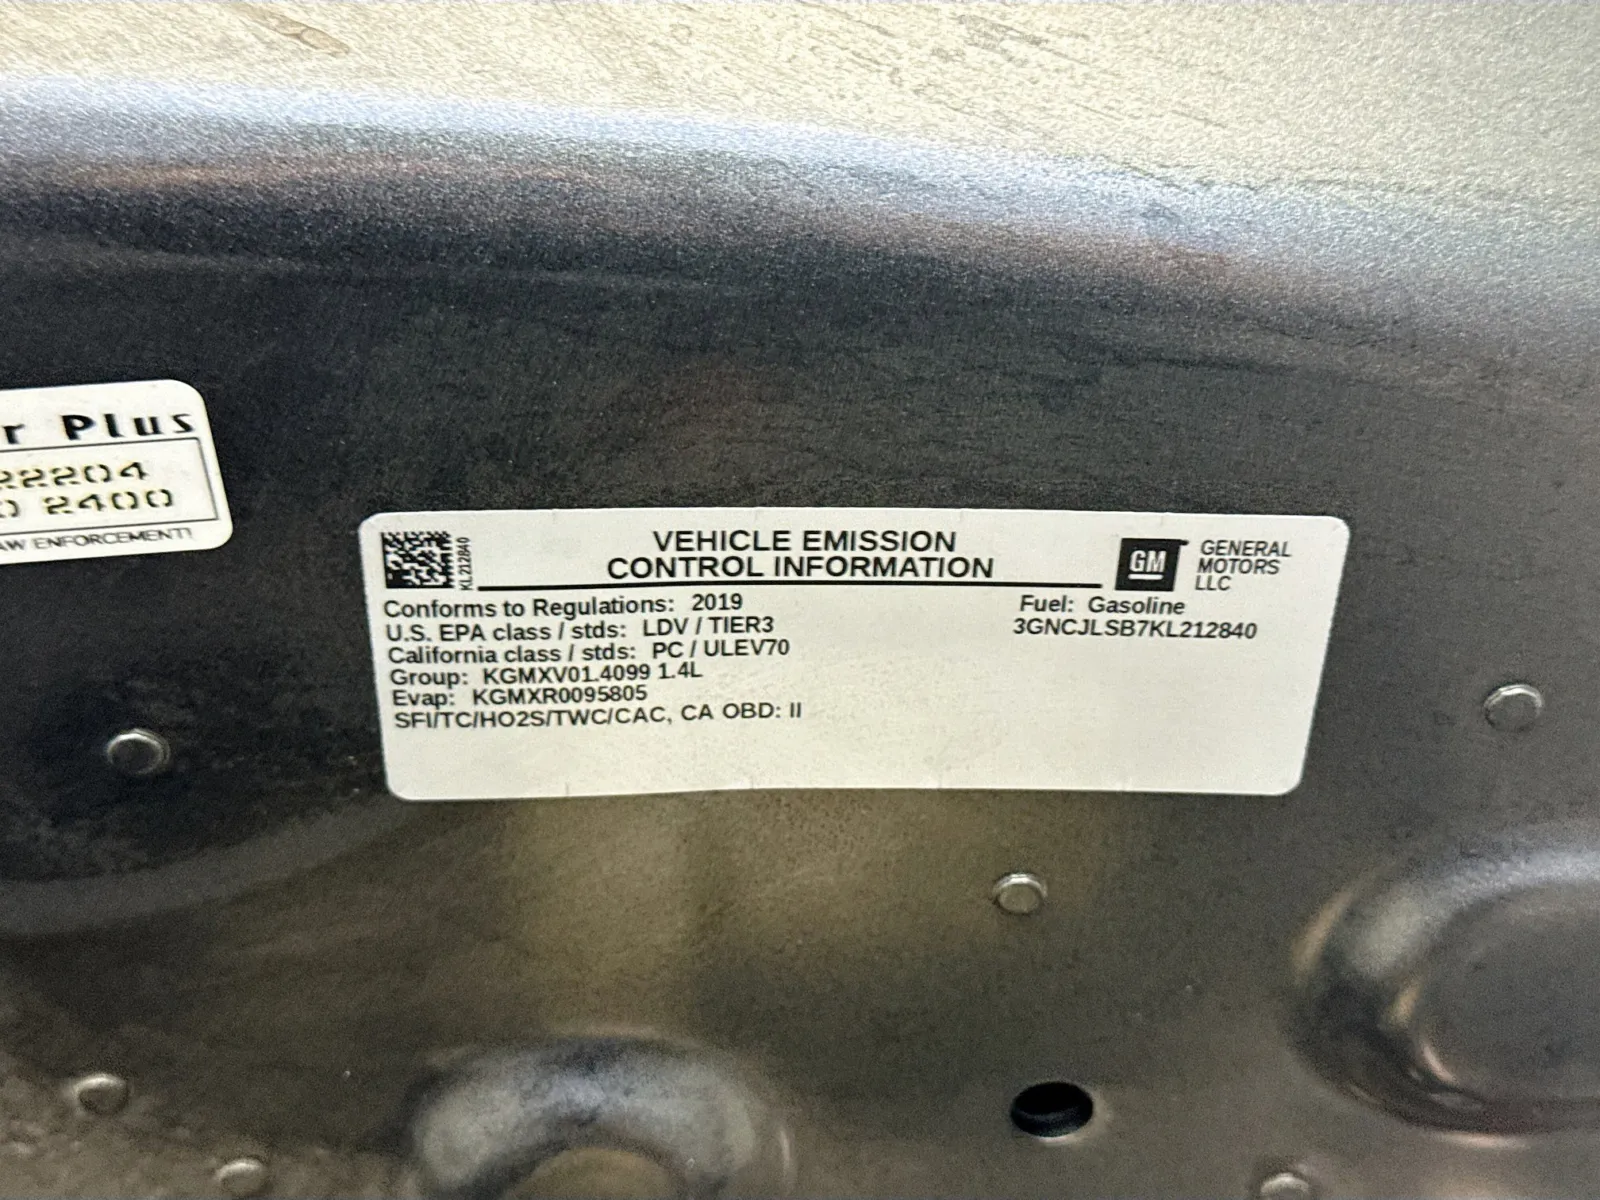 r Plus
22204
0 2400
AW ENFORCEMENT!
KL212840
VEHICLE EMISSION
CONTROL INFORMATION
GM
GENERAL
MOTORS
LLC
Conforms to Regulations: 2019
U.S. EPA class / stds: LDV / TIER3
California class / stds: PC / ULEV70
Group: KGMXV01.4099 1.4L
Evap: KGMXR0095805
SFI/TC/HO2S/TWC/CAC, CA OBD: II
Fuel: Gasoline
3GNCJLSB7KL212840